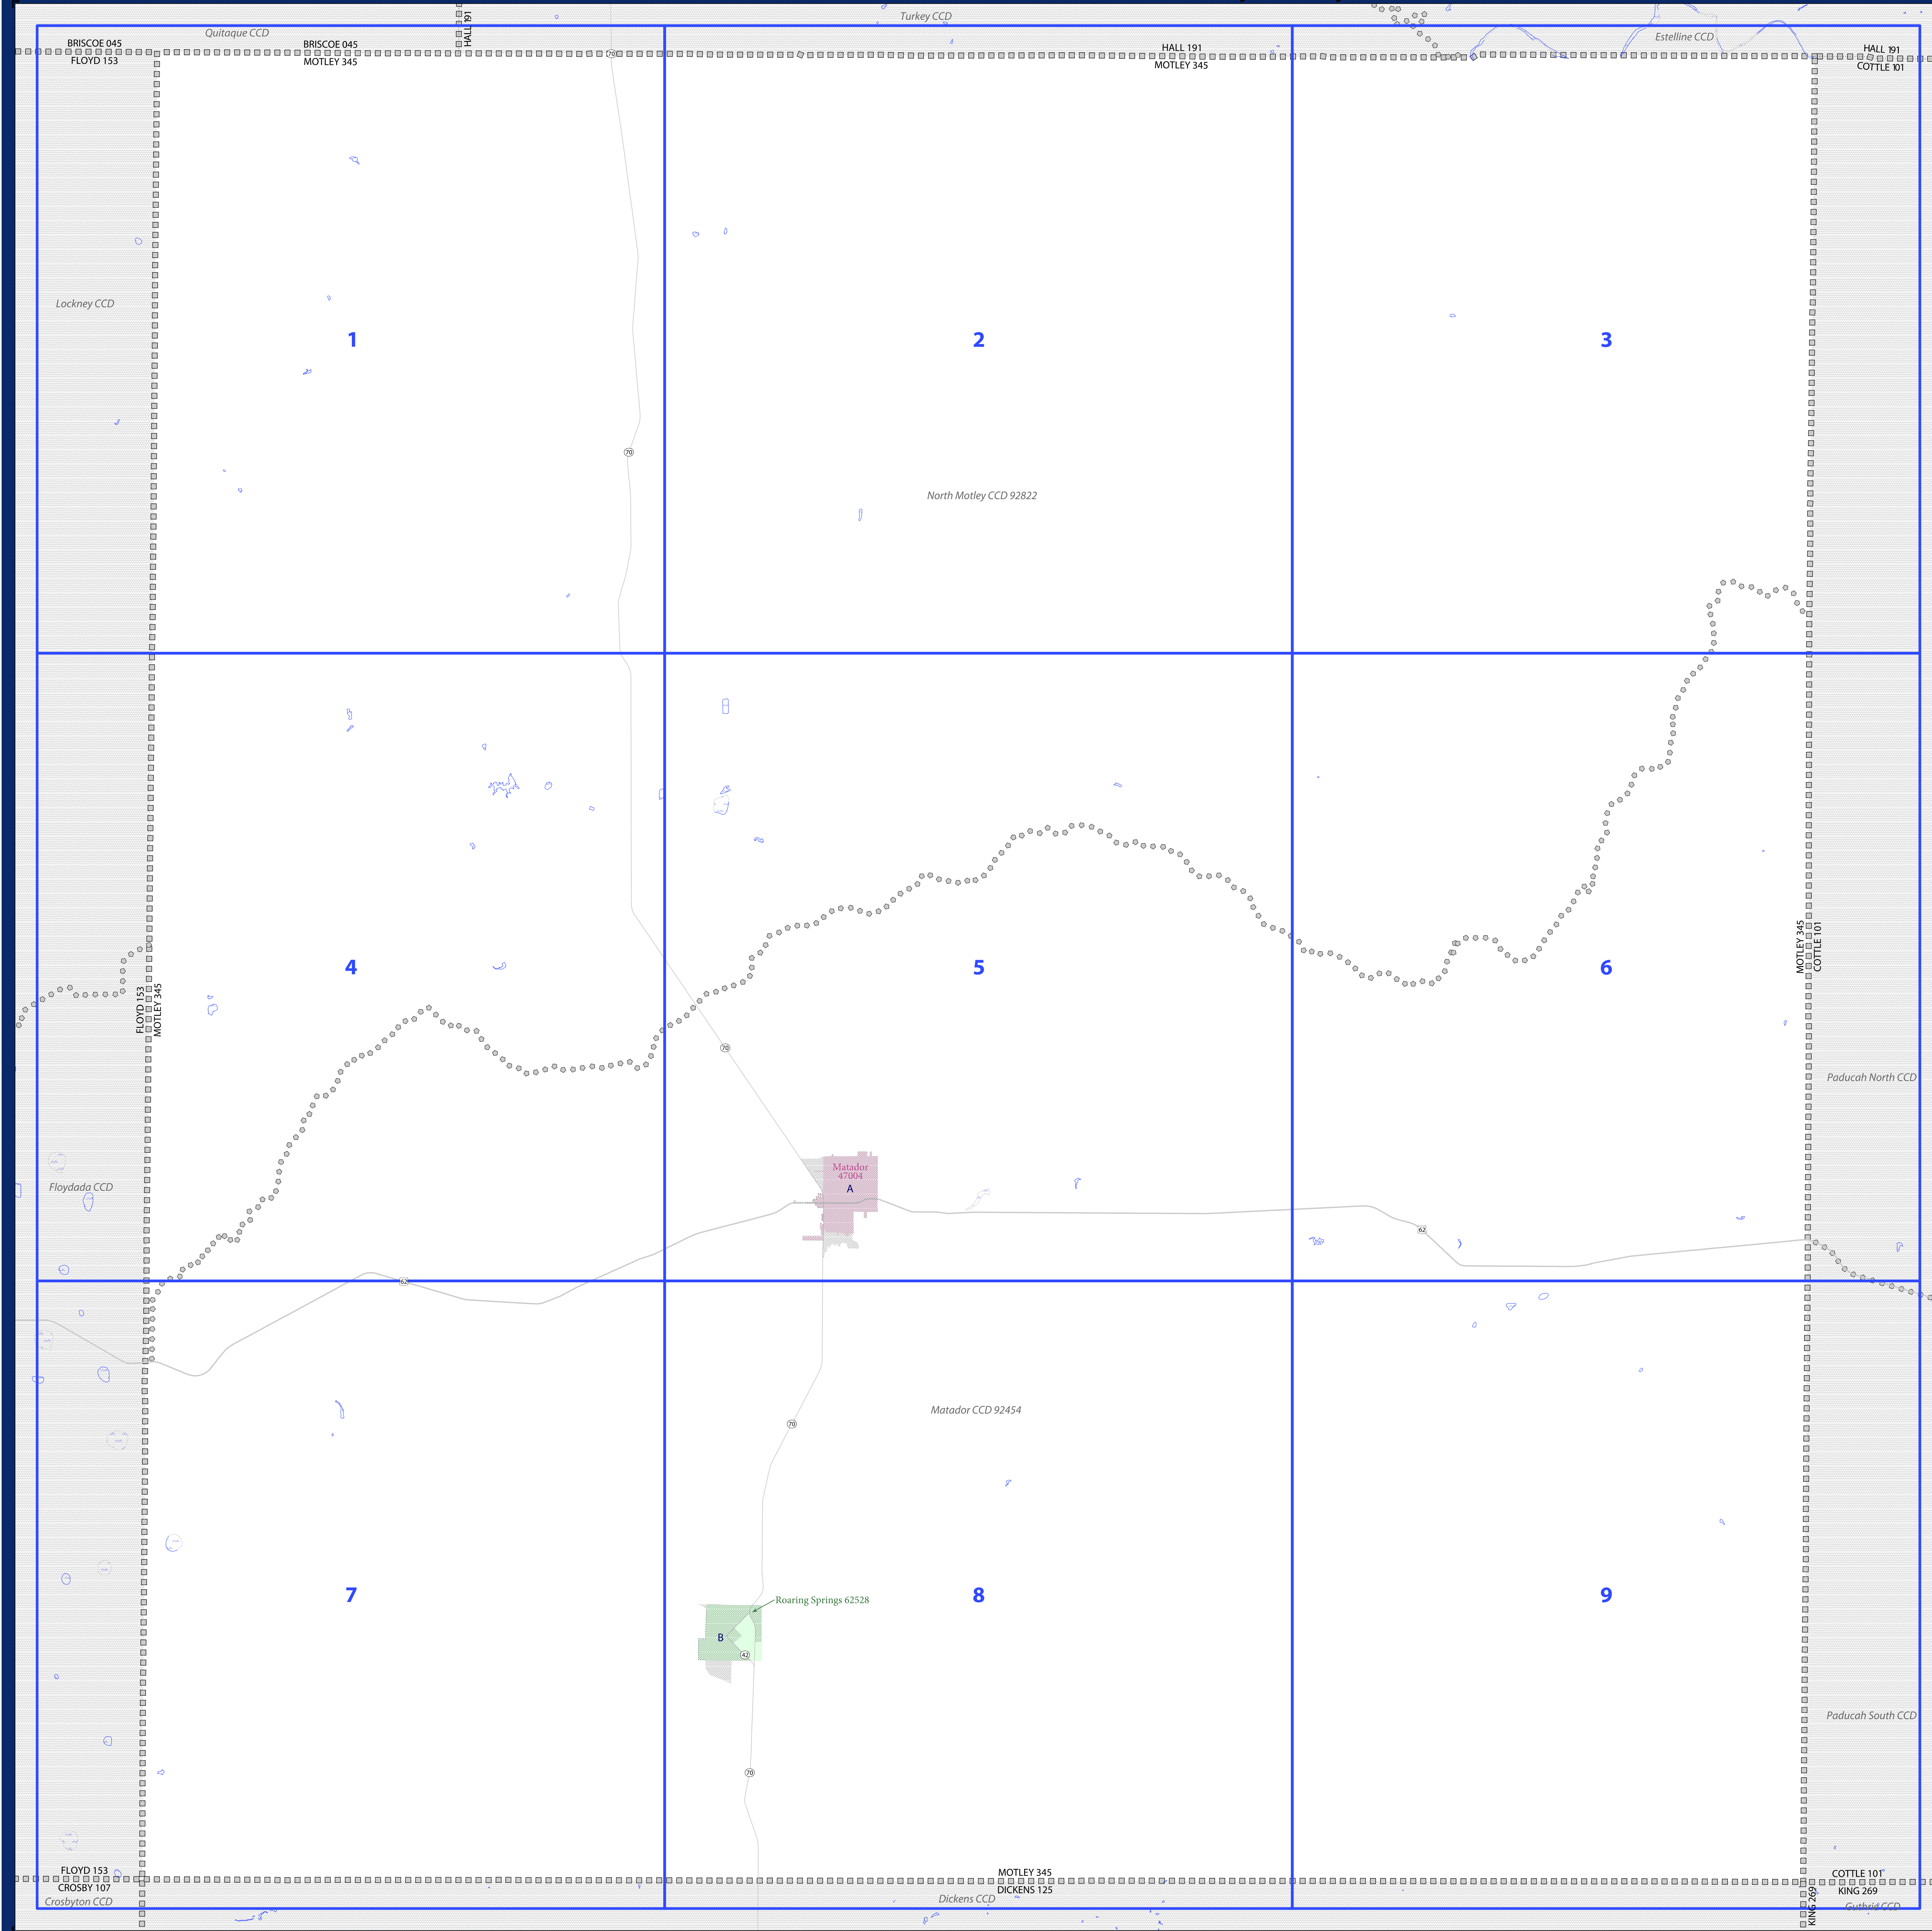 Turkey CCD
Quitaque CCD
Estelline CCD
HALL 191
BRISCOE 045
FLOYD 153
BRISCOE 045
MOTLEY 345
70
HALL 191
MOTLEY 345
HALL 191
COTTLE 101
Lockney CCD
1
2
3
70
North Motley CCD 92822
4
5
6
FLOYD 153
MOTLEY 345
MOTLEY 345
COTTLE 101
70
Paducah North CCD
Floydada CCD
Matador
47004
A
62
62
Matador CCD 92454
70
7
8
9
Roaring Springs 62528
B
42
Paducah South CCD
70
FLOYD 153
CROSBY 107
Crosbyton CCD
MOTLEY 345
DICKENS 125
Dickens CCD
COTTLE 101
KING 269
KING 269
Guthrie CCD